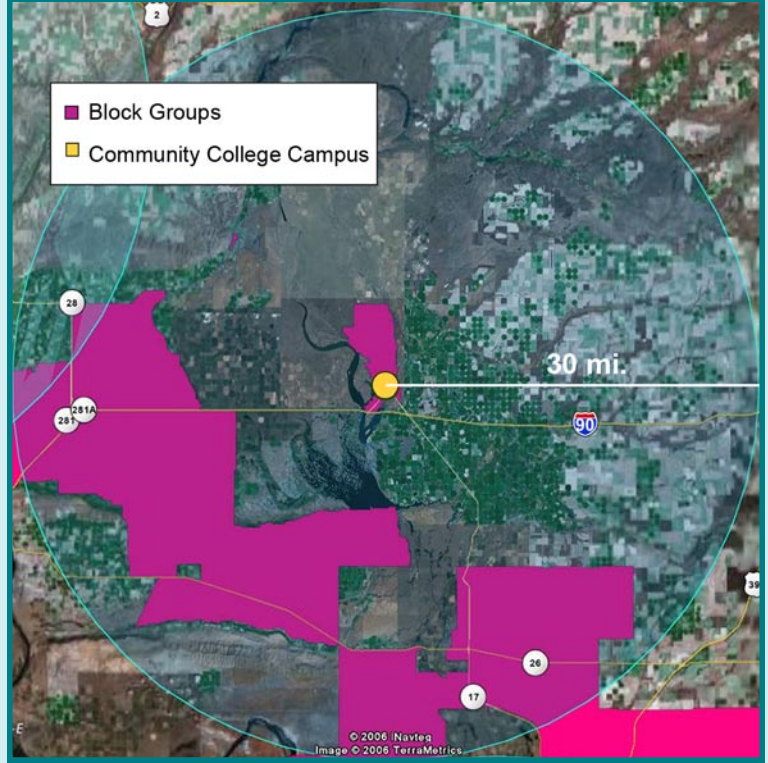 2
Block Groups
Community College Campus
28
30 mi.
281A
281
90
39
26
17
-E
© 2006 Navteq
Image © 2006 TerraMetrics